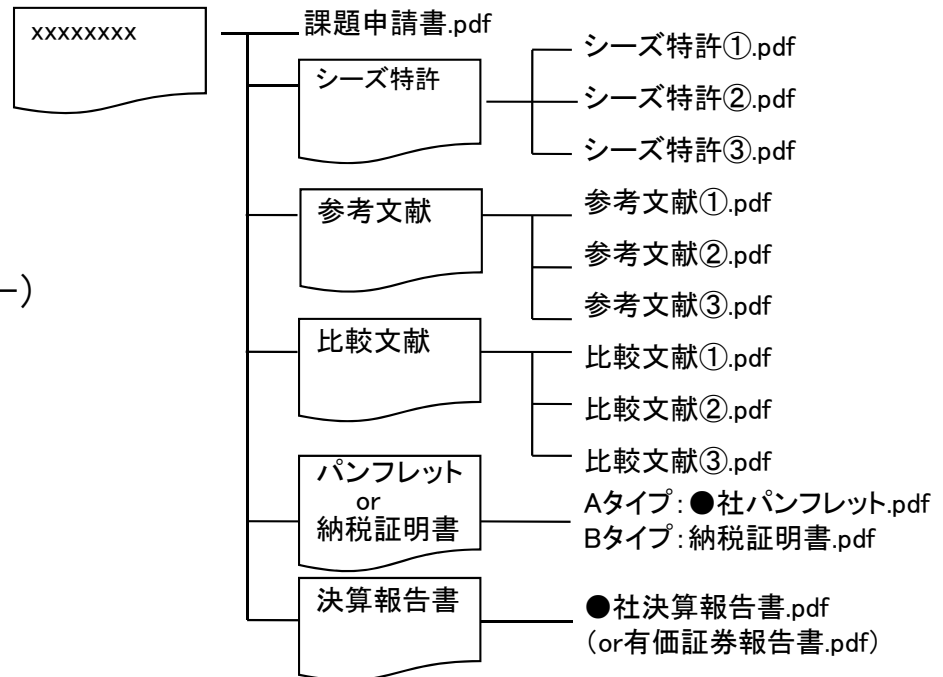 xxxxxxxx
課題申請書.pdf
シーズ特許
シーズ特許①.pdf
シーズ特許②.pdf
シーズ特許③.pdf
参考文献
参考文献①.pdf
参考文献②.pdf
参考文献③.pdf
ー)
比較文献
比較文献①.pdf
比較文献②.pdf
比較文献③.pdf
パンフレット
or
納税証明書
Aタイプ：●社パンフレット.pdf
Bタイプ：納税証明書.pdf
決算報告書
●社決算報告書.pdf
（or有価証券報告書.pdf）